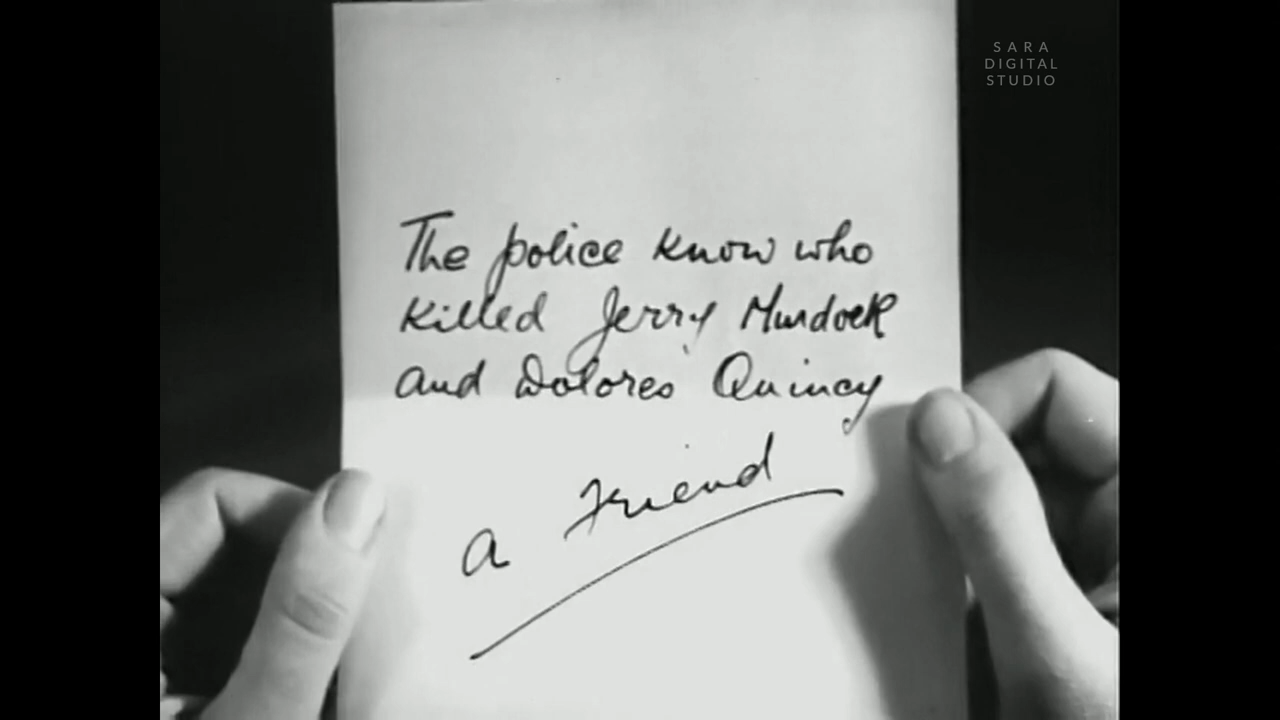 SARA
DIGITAL
STUDIO
The police know who
killed Jerry Murdock
and Dolores Quincy
a Friend